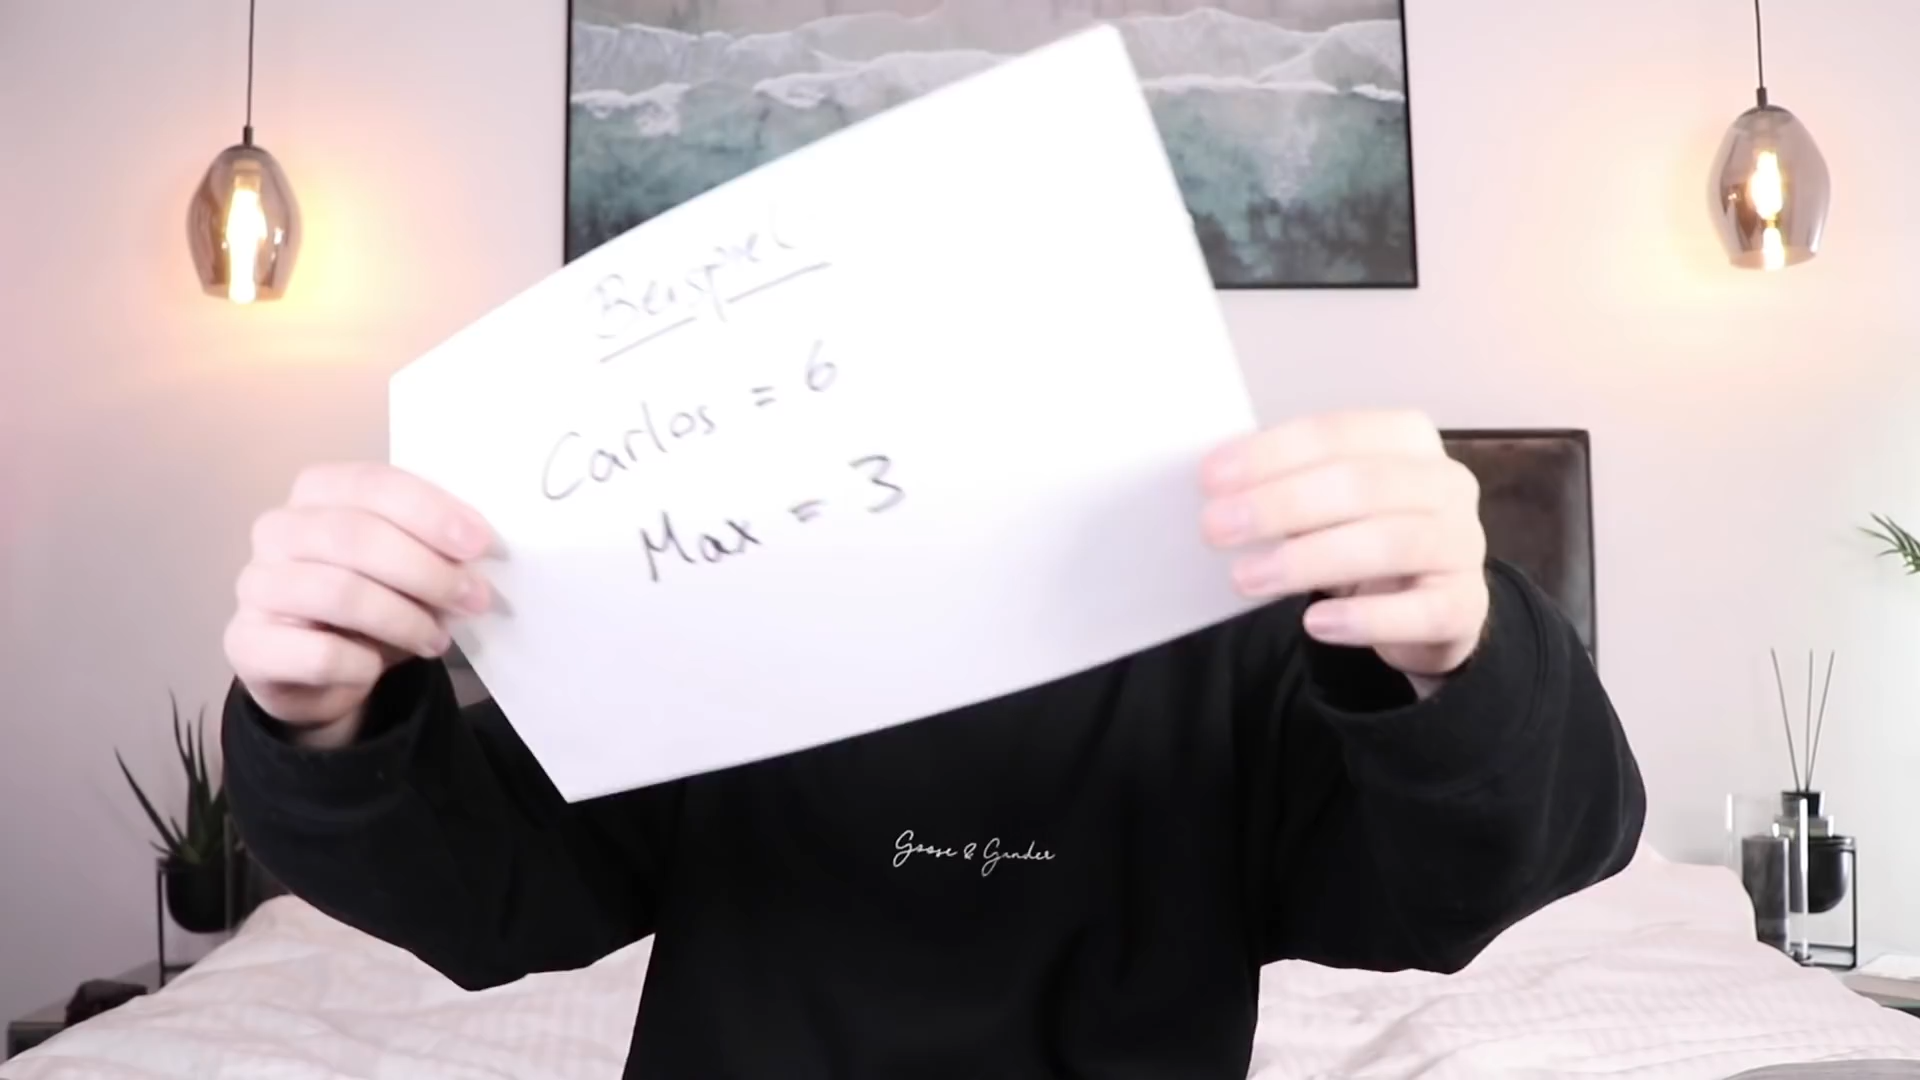 Beispiel
Carlos = 6
Max = 3
Goose & Gander